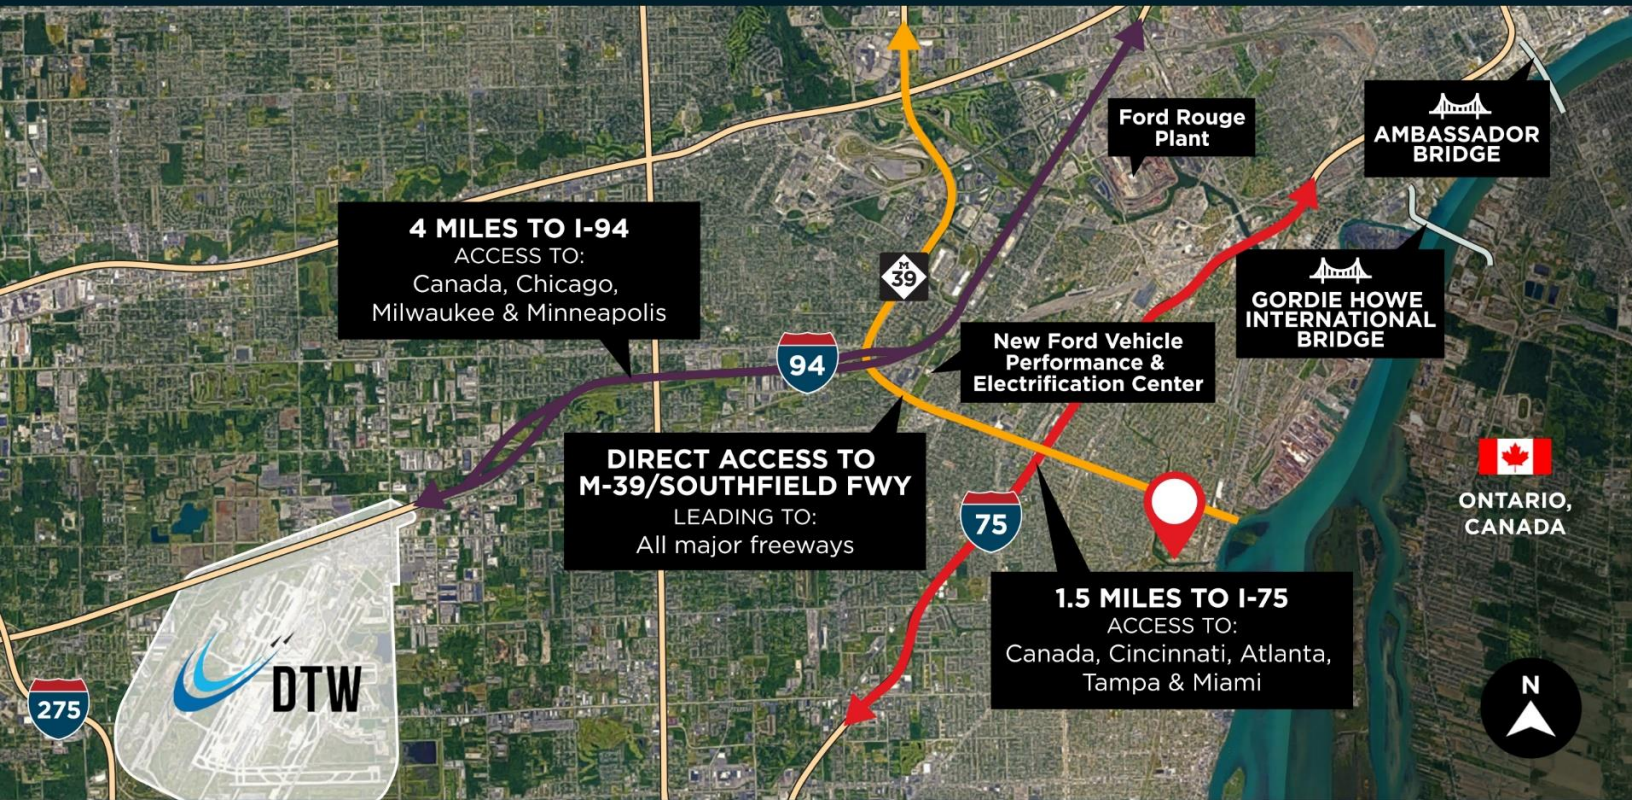 Ford Rouge
Plant
AMBASSADOR
BRIDGE
4 MILES TO I-94
ACCESS TO:
Canada, Chicago,
Milwaukee & Minneapolis
M
39
GORDIE HOWE
INTERNATIONAL
BRIDGE
94
New Ford Vehicle
Performance &
Electrification Center
DIRECT ACCESS TO
M-39/SOUTHFIELD FWY
LEADING TO:
All major freeways
75
ONTARIO,
CANADA
1.5 MILES TO I-75
ACCESS TO:
Canada, Cincinnati, Atlanta,
Tampa & Miami
DTW
275
N